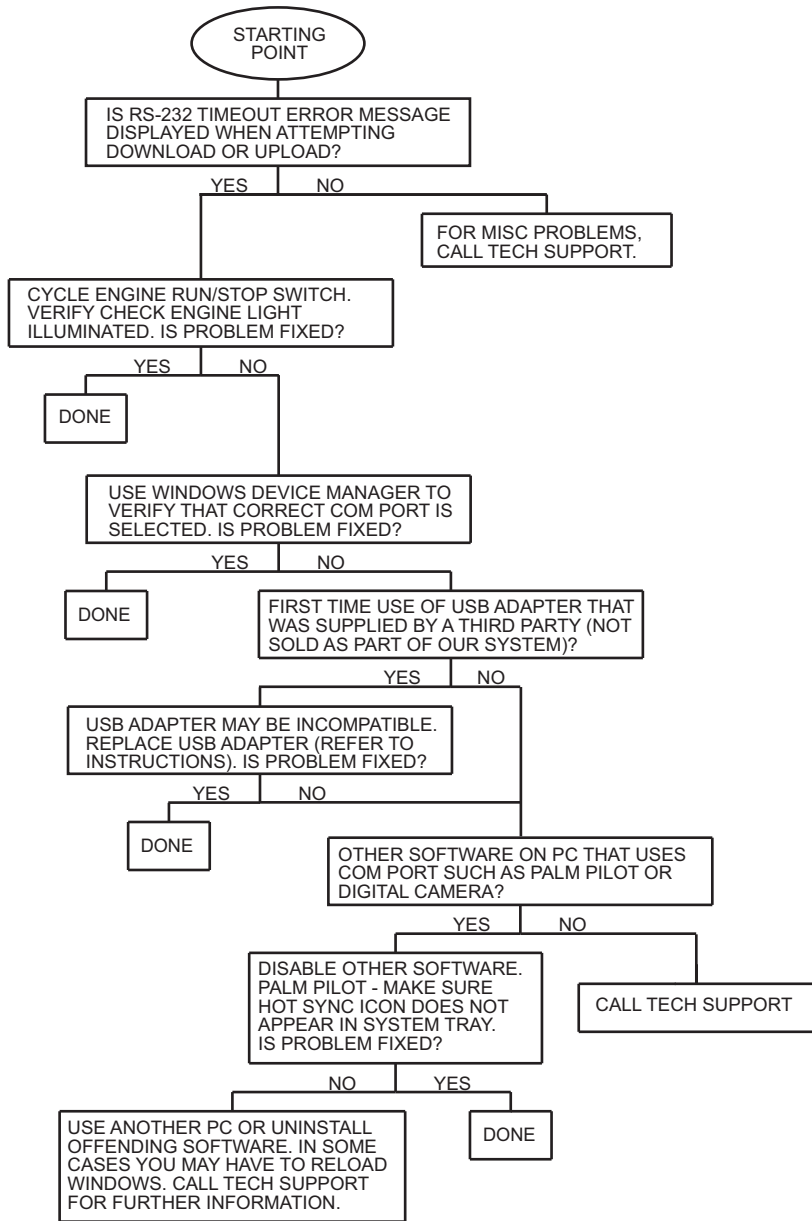 STARTING
POINT
IS RS-232 TIMEOUT ERROR MESSAGE
DISPLAYED WHEN ATTEMPTING
DOWNLOAD OR UPLOAD?
YES NO
FOR MISC PROBLEMS,
CALL TECH SUPPORT.
CYCLE ENGINE RUN/STOP SWITCH.
VERIFY CHECK ENGINE LIGHT
ILLUMINATED. IS PROBLEM FIXED?
YES NO
DONE
USE WINDOWS DEVICE MANAGER TO
VERIFY THAT CORRECT COM PORT IS
SELECTED. IS PROBLEM FIXED?
YES NO
DONE
FIRST TIME USE OF USB ADAPTER THAT
WAS SUPPLIED BY A THIRD PARTY (NOT
SOLD AS PART OF OUR SYSTEM)?
YES NO
USB ADAPTER MAY BE INCOMPATIBLE.
REPLACE USB ADAPTER (REFER TO
INSTRUCTIONS). IS PROBLEM FIXED?
YES NO
DONE
OTHER SOFTWARE ON PC THAT USES
COM PORT SUCH AS PALM PILOT OR
DIGITAL CAMERA?
YES NO
DISABLE OTHER SOFTWARE.
PALM PILOT - MAKE SURE
HOT SYNC ICON DOES NOT
APPEAR IN SYSTEM TRAY.
IS PROBLEM FIXED?
CALL TECH SUPPORT
NO YES
USE ANOTHER PC OR UNINSTALL
OFFENDING SOFTWARE. IN SOME
CASES YOU MAY HAVE TO RELOAD
WINDOWS. CALL TECH SUPPORT
FOR FURTHER INFORMATION.
DONE